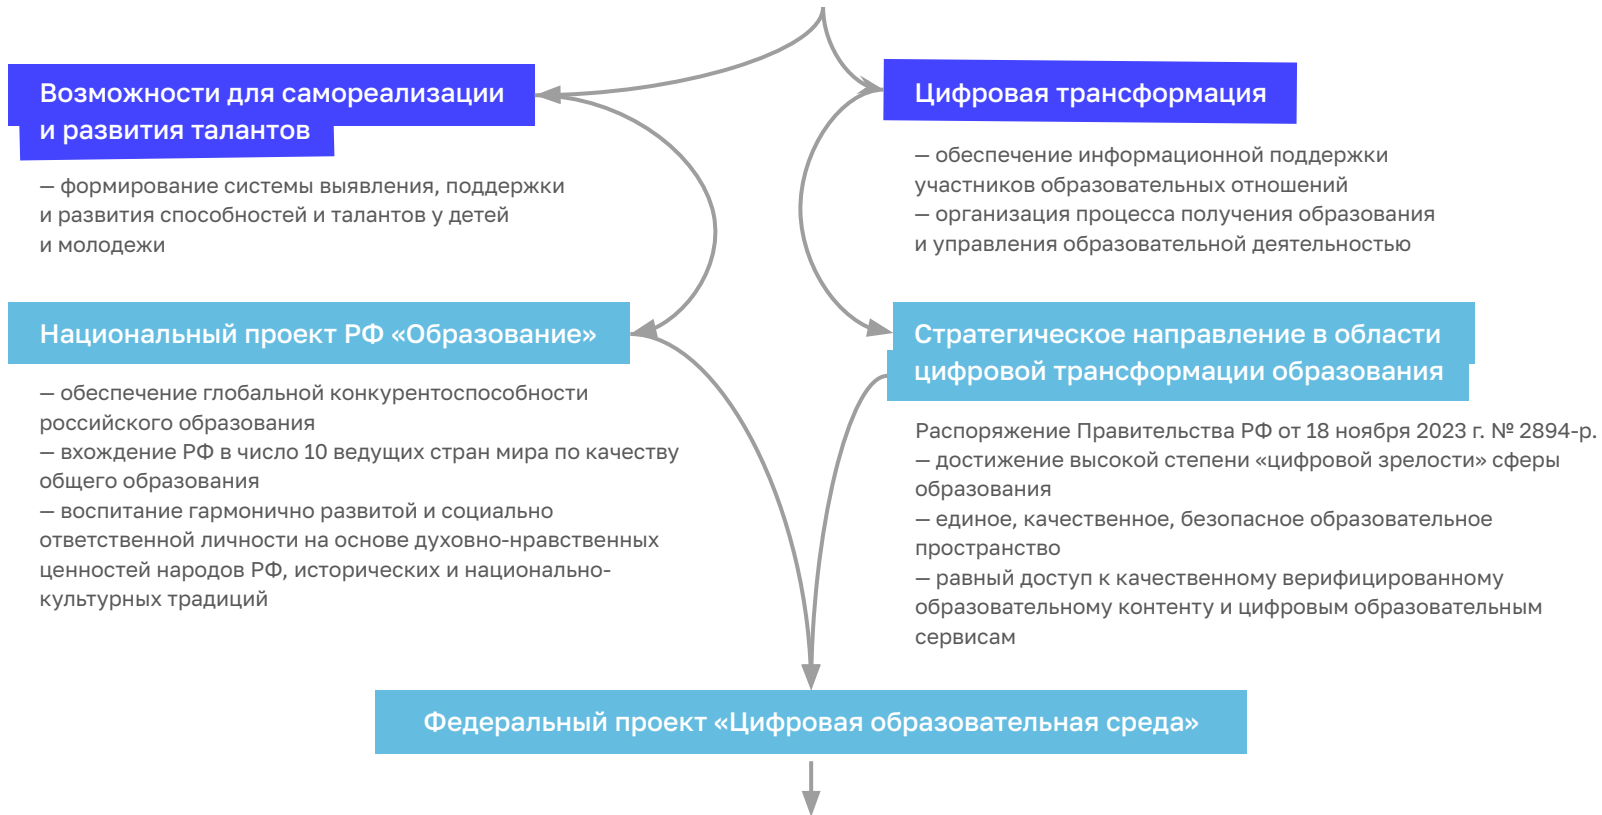 Возможности для самореализации
и развития талантов
— формирование системы выявления, поддержки
и развития способностей и талантов у детей
и молодежи
Цифровая трансформация
— обеспечение информационной поддержки
участников образовательных отношений
— организация процесса получения образования
и управления образовательной деятельностью
Национальный проект РФ «Образование»
— обеспечение глобальной конкурентоспособности
российского образования
— вхождение РФ в число 10 ведущих стран мира по качеству
общего образования
— воспитание гармонично развитой и социально
ответственной личности на основе духовно-нравственных
ценностей народов РФ, исторических и национально-
культурных традиций
Стратегическое направление в области
цифровой трансформации образования
Распоряжение Правительства РФ от 18 ноября 2023 г. № 2894-р.
— достижение высокой степени «цифровой зрелости» сферы
образования
— единое, качественное, безопасное образовательное
пространство
— равный доступ к качественному верифицированному
образовательному контенту и цифровым образовательным
сервисам
Федеральный проект «Цифровая образовательная среда»